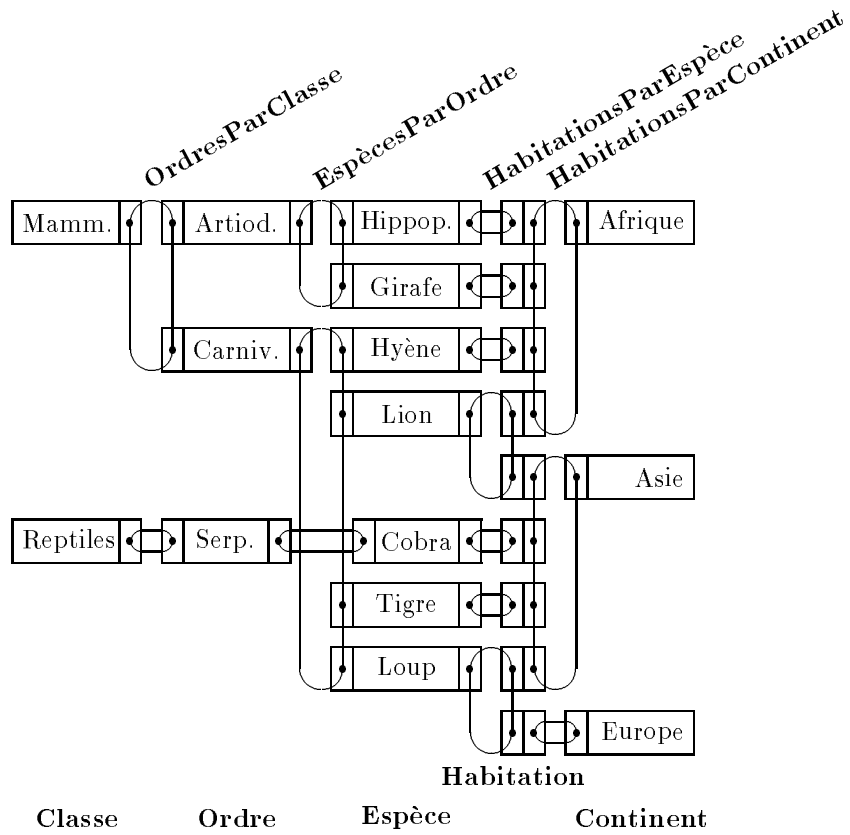 OrdresParClasse
EspècesParOrdre
HabitationsParEspèce
HabitationsParContinent
Mamm. Artiod. Hippop. Afrique
Girafe
Carniv. Hyène
Lion
Asie
Reptiles Serp. Cobra
Tigre
Loup
Europe
Habitation
Classe Ordre Espèce Continent